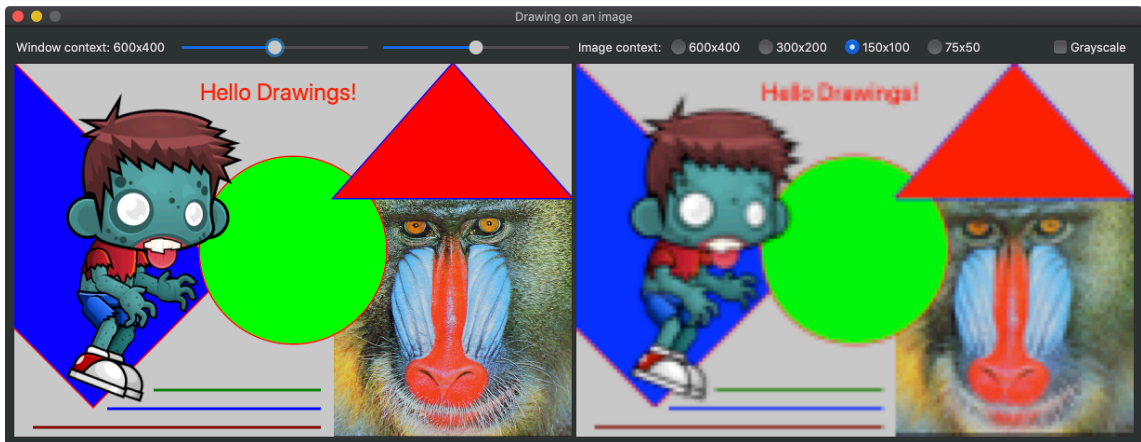 Drawing on an image
Window context: 600x400 Image context: 600x400 300x200 150x100 75x50 Grayscale
Hello Drawings! Hello Drawings!